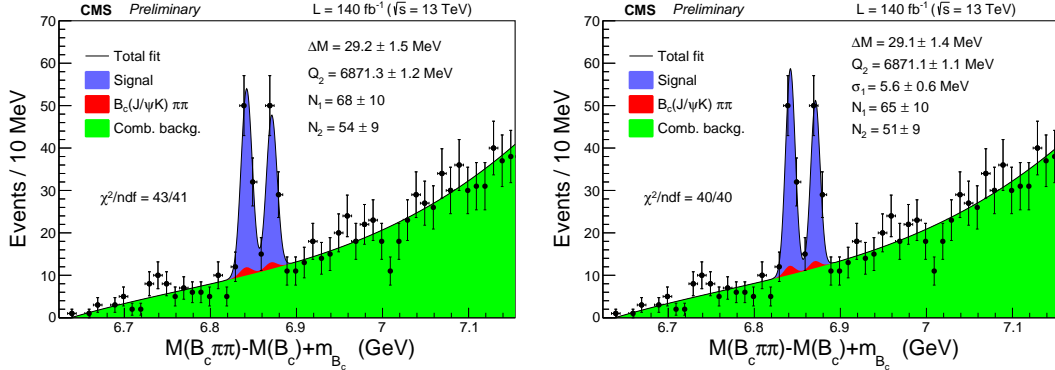 CMS Preliminary L = 140 fb⁻¹ (√s = 13 TeV)
70
60
50
40
30
20
10
0
Events / 10 MeV
Total fit
Signal
B_c(J/ψK) ππ
Comb. backg.
ΔM = 29.2 ± 1.5 MeV
Q₂ = 6871.3 ± 1.2 MeV
N₁ = 68 ± 10
N₂ = 54 ± 9
χ²/ndf = 43/41
6.7 6.8 6.9 7 7.1
M(B_cππ)-M(B_c)+m_{B_c} (GeV)
CMS Preliminary L = 140 fb⁻¹ (√s = 13 TeV)
70
60
50
40
30
20
10
0
Events / 10 MeV
Total fit
Signal
B_c(J/ψK) ππ
Comb. backg.
ΔM = 29.1 ± 1.4 MeV
Q₂ = 6871.1 ± 1.1 MeV
σ₁ = 5.6 ± 0.6 MeV
N₁ = 65 ± 10
N₂ = 51 ± 9
χ²/ndf = 40/40
6.7 6.8 6.9 7 7.1
M(B_cππ)-M(B_c)+m_{B_c} (GeV)